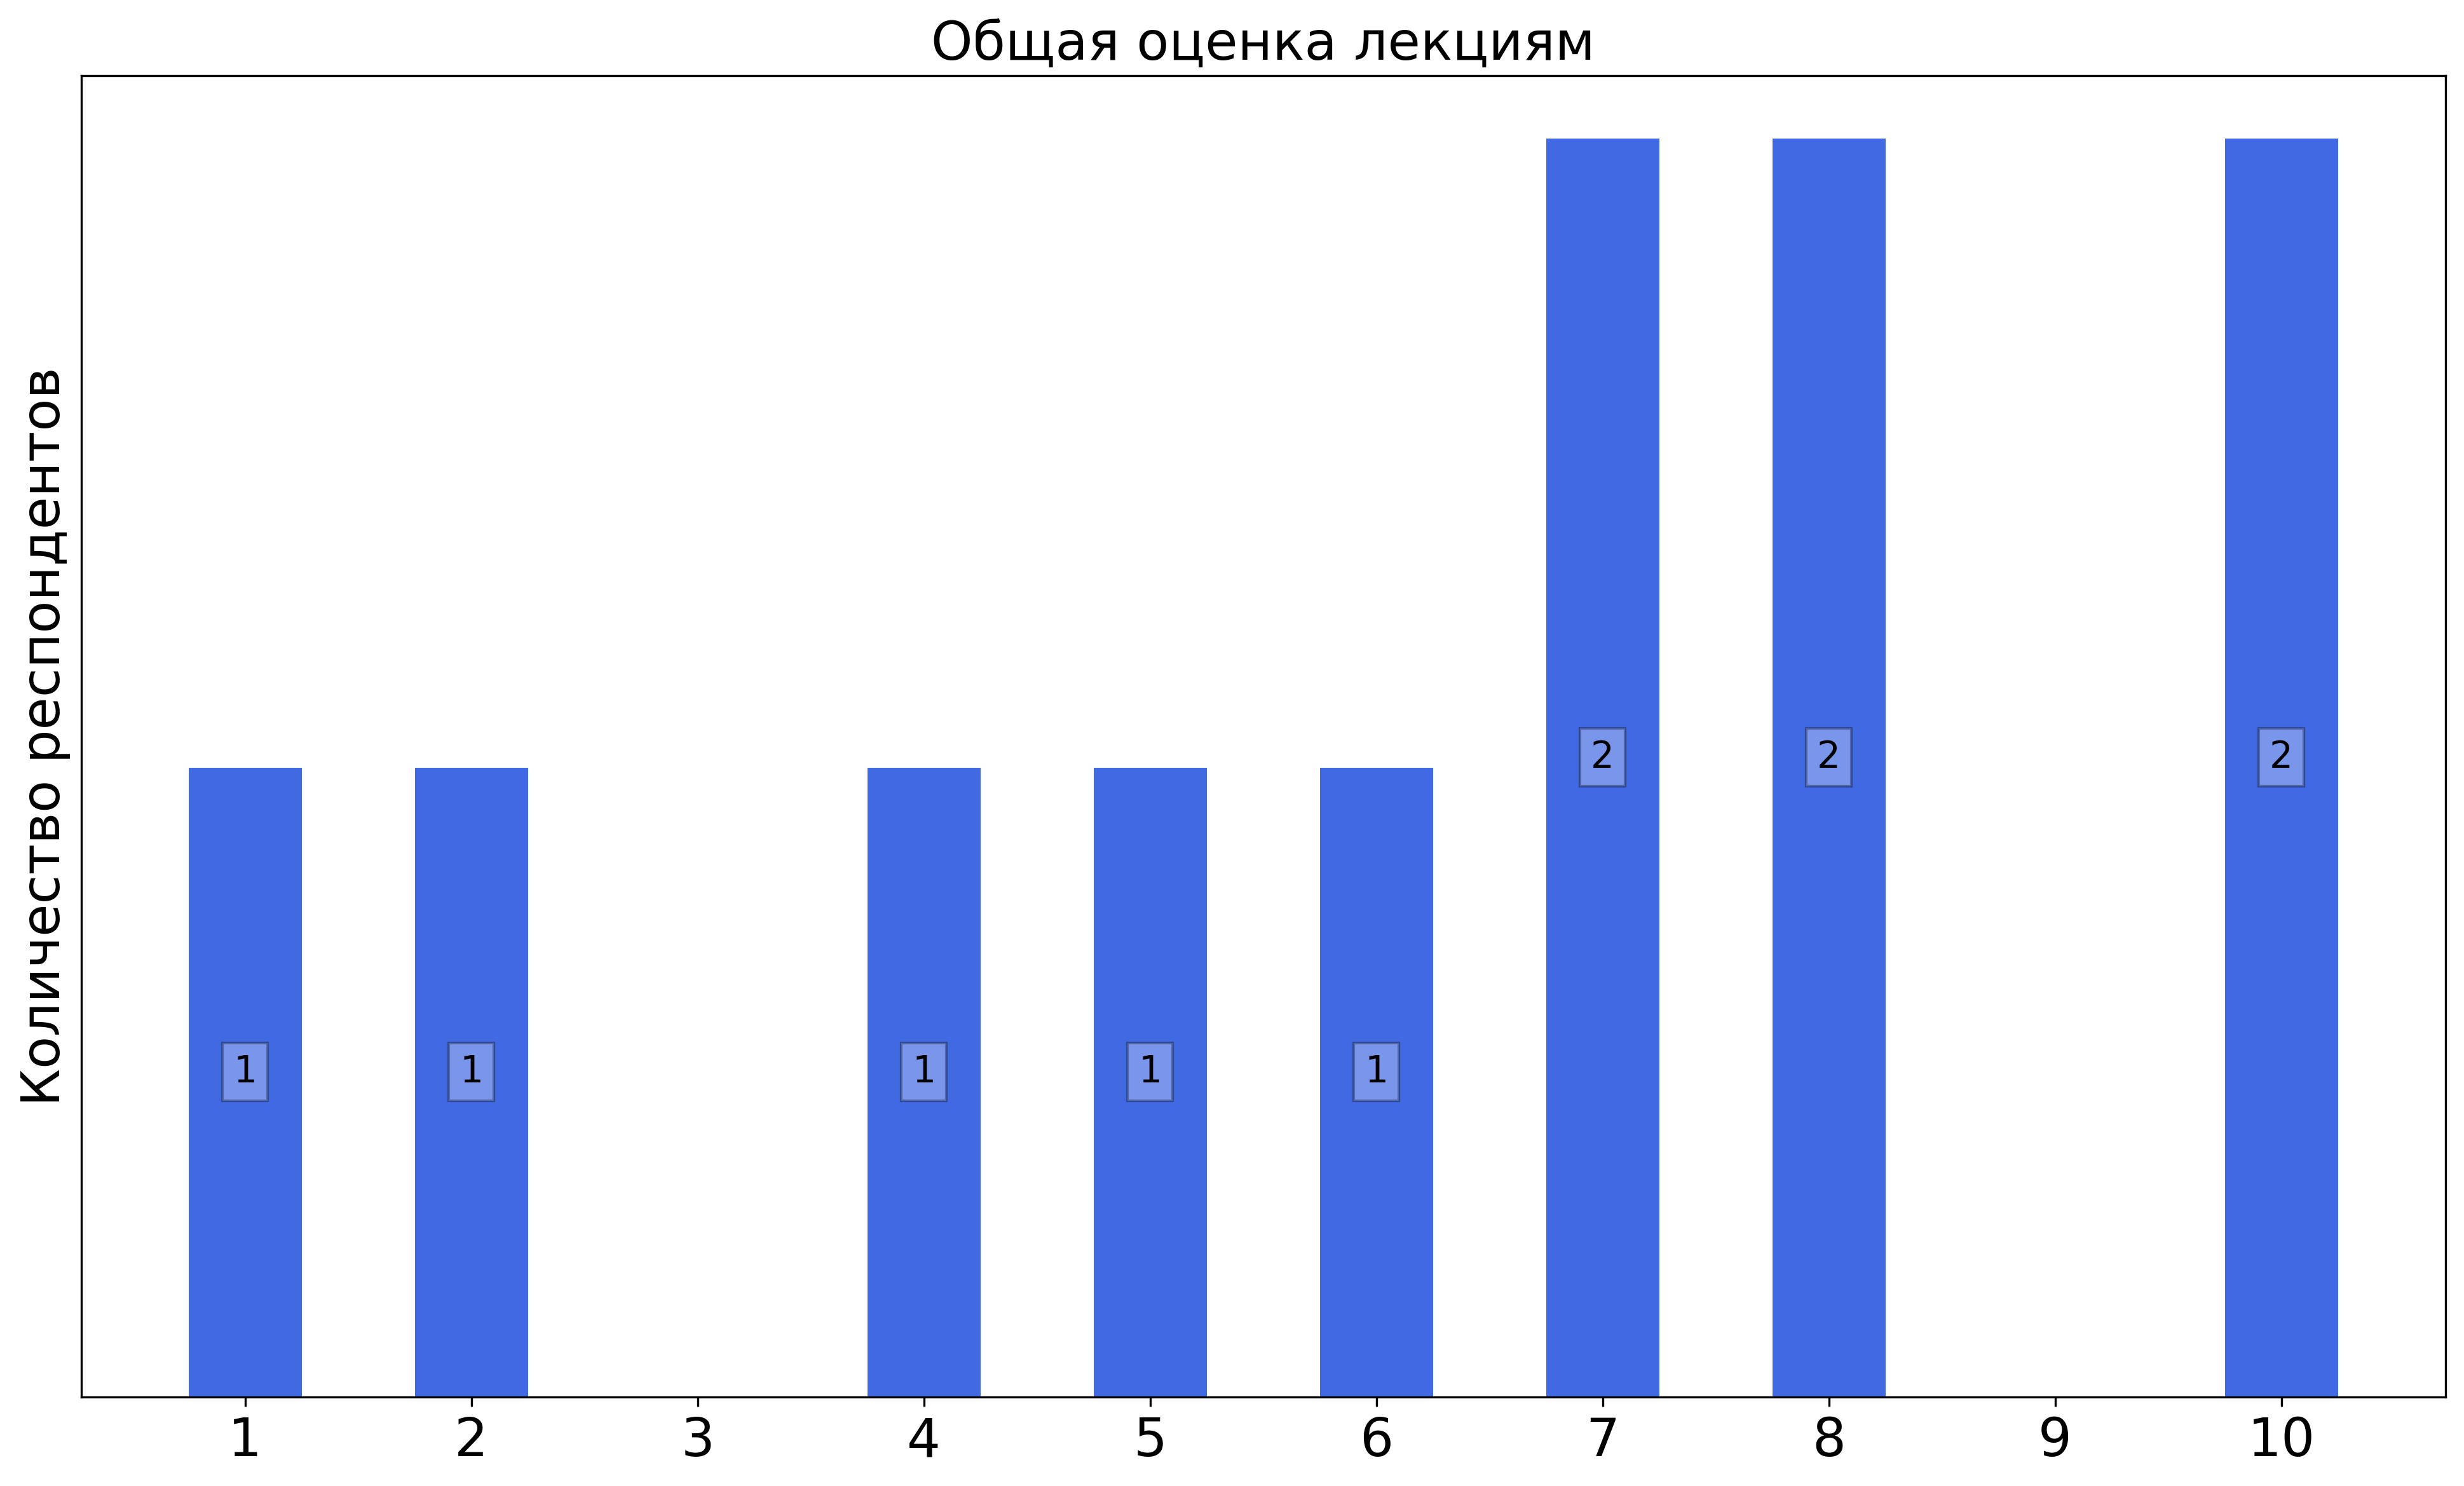 Общая оценка лекциям
Количество респондентов
2 2 2
1 1 1 1 1
1 2 3 4 5 6 7 8 9 10